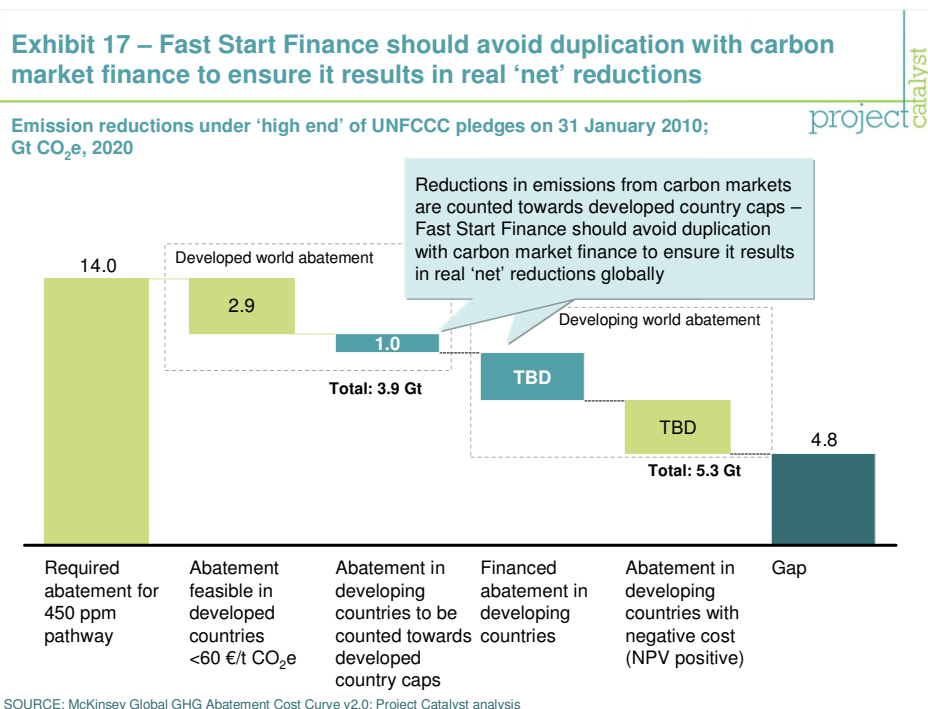 Exhibit 17 – Fast Start Finance should avoid duplication with carbon
market finance to ensure it results in real ‘net’ reductions
project
catalyst
Emission reductions under ‘high end’ of UNFCCC pledges on 31 January 2010;
Gt CO₂e, 2020
Reductions in emissions from carbon markets
are counted towards developed country caps –
Fast Start Finance should avoid duplication
with carbon market finance to ensure it results
in real ‘net’ reductions globally
14.0
Developed world abatement
2.9
1.0
Total: 3.9 Gt
Developing world abatement
TBD
TBD
Total: 5.3 Gt
4.8
Required
abatement for
450 ppm
pathway
Abatement
feasible in
developed
countries
<60 €/t CO₂e
Abatement in
developing
countries to be
counted towards
developed
country caps
Financed
abatement in
developing
countries
Abatement in
developing
countries with
negative cost
(NPV positive)
Gap
SOURCE: McKinsey Global GHG Abatement Cost Curve v2.0; Project Catalyst analysis